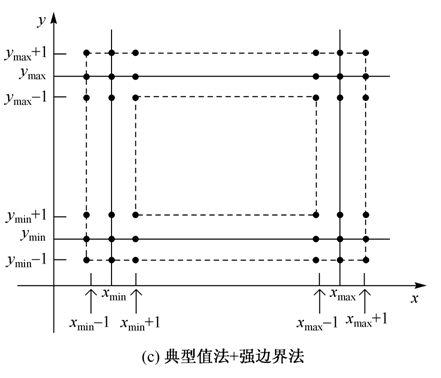 y
y_max+1
y_max
y_max−1
y_min+1
y_min
y_min−1
x_min x_max x
x_min−1 x_min+1 x_max−1 x_max+1
(c) 典型值法+强边界法